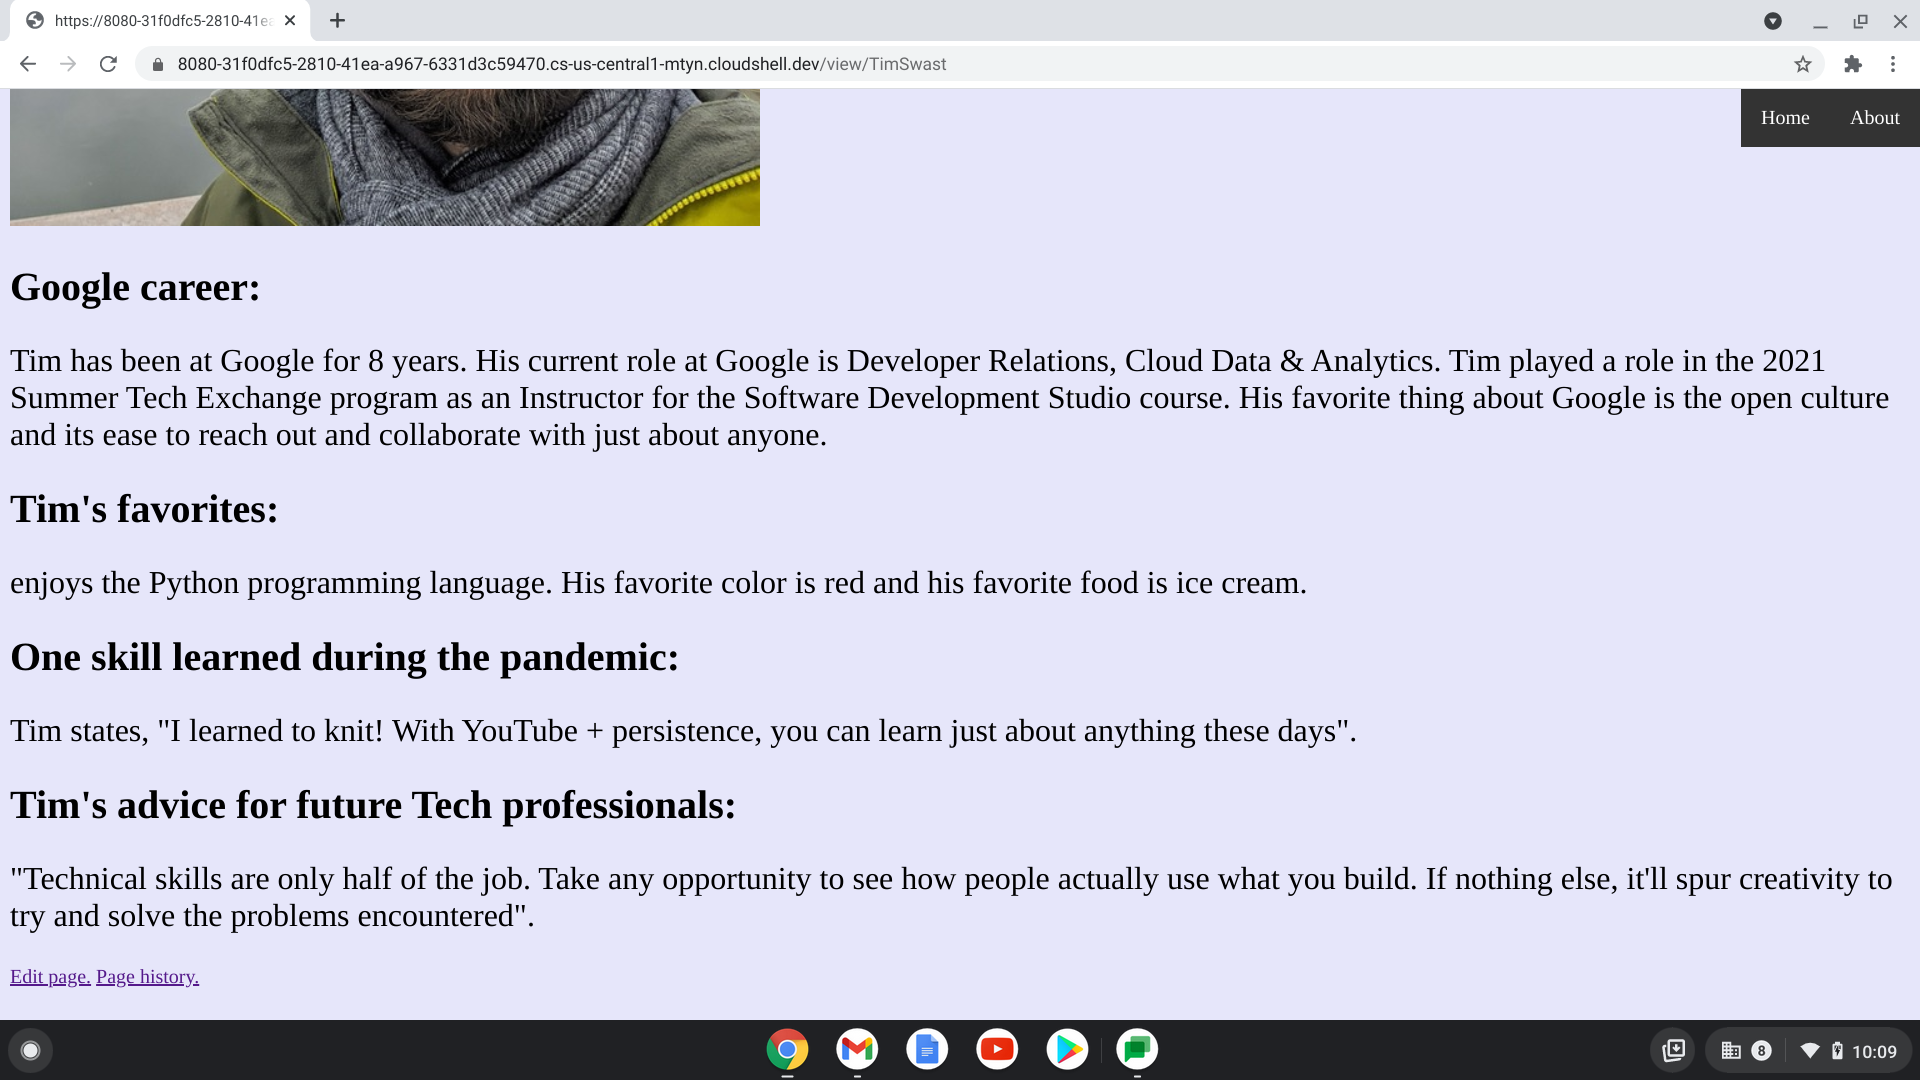 https://8080-31f0dfc5-2810-41ea
8080-31f0dfc5-2810-41ea-a967-6331d3c59470.cs-us-central1-mtyn.cloudshell.dev/view/TimSwast
Home About
Google career:
Tim has been at Google for 8 years. His current role at Google is Developer Relations, Cloud Data & Analytics. Tim played a role in the 2021
Summer Tech Exchange program as an Instructor for the Software Development Studio course. His favorite thing about Google is the open culture
and its ease to reach out and collaborate with just about anyone.
Tim's favorites:
enjoys the Python programming language. His favorite color is red and his favorite food is ice cream.
One skill learned during the pandemic:
Tim states, "I learned to knit! With YouTube + persistence, you can learn just about anything these days".
Tim's advice for future Tech professionals:
"Technical skills are only half of the job. Take any opportunity to see how people actually use what you build. If nothing else, it'll spur creativity to
try and solve the problems encountered".
Edit page. Page history.
8 10:09